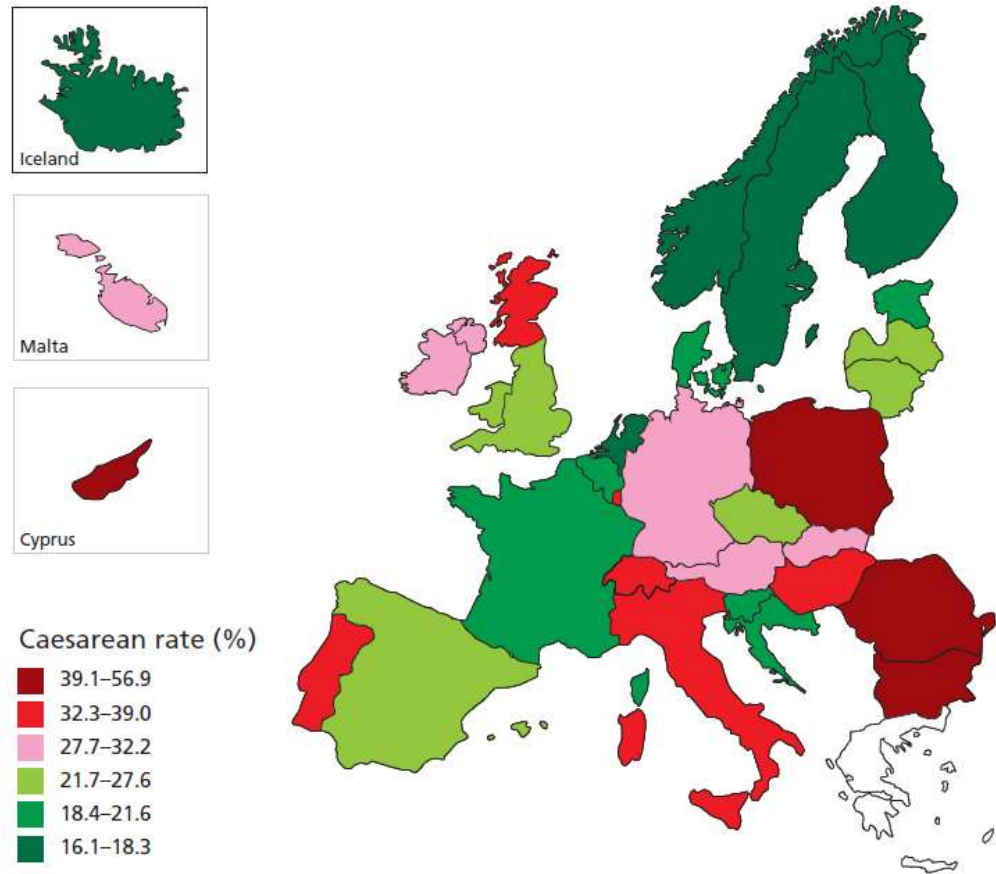 Iceland
Malta
Cyprus
Caesarean rate (%)
39.1–56.9
32.3–39.0
27.7–32.2
21.7–27.6
18.4–21.6
16.1–18.3